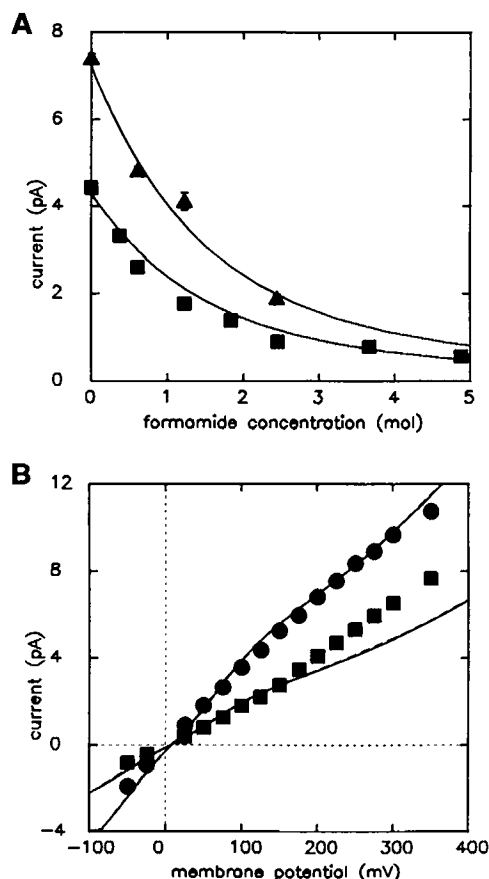 A
8
6
4
2
0
current (pA)
0 1 2 3 4 5
formamide concentration (mol)
B
12
8
4
0
−4
current (pA)
−100 0 100 200 300 400
membrane potential (mV)